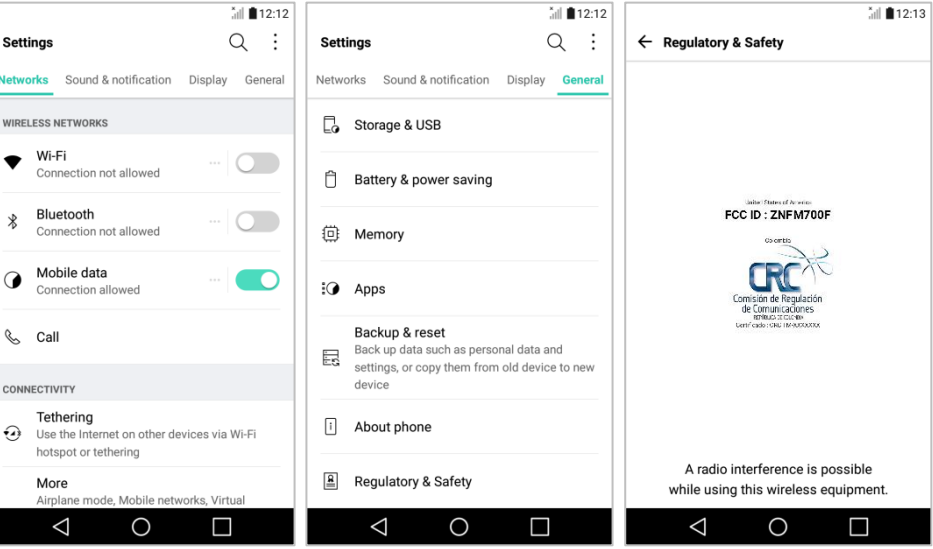 12:12
Settings
Networks Sound & notification Display General
WIRELESS NETWORKS
Wi-Fi
Connection not allowed
Bluetooth
Connection not allowed
Mobile data
Connection allowed
Call
CONNECTIVITY
Tethering
Use the Internet on other devices via Wi-Fi
hotspot or tethering
More
Airplane mode, Mobile networks, Virtual
12:12
Settings
Networks Sound & notification Display General
Storage & USB
Battery & power saving
Memory
Apps
Backup & reset
Back up data such as personal data and
settings, or copy them from old device to new
device
About phone
Regulatory & Safety
12:13
Regulatory & Safety
United States of America
FCC ID : ZNFM700F
Colombia
CRC
Comisión de Regulación
de Comunicaciones
REPÚBLICA DE COLOMBIA
A radio interference is possible
while using this wireless equipment.